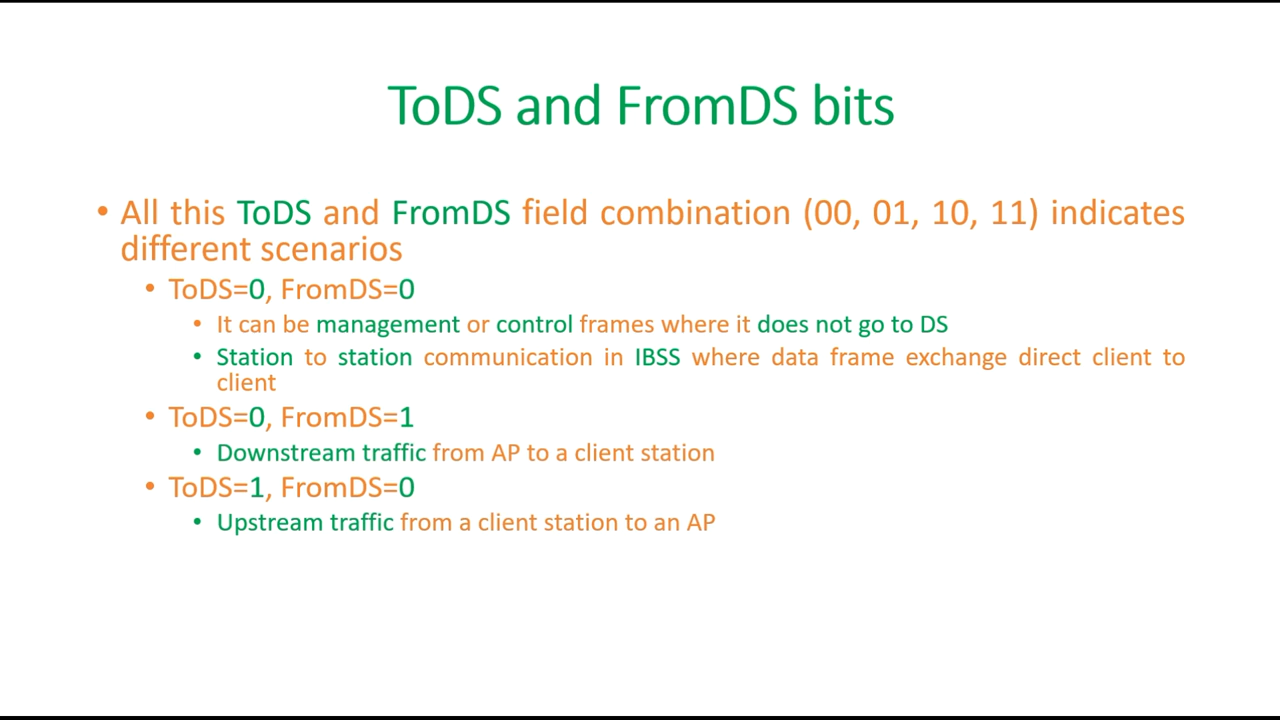 ToDS and FromDS bits
• All this ToDS and FromDS field combination (00, 01, 10, 11) indicates
different scenarios
• ToDS=0, FromDS=0
• It can be management or control frames where it does not go to DS
• Station to station communication in IBSS where data frame exchange direct client to
client
• ToDS=0, FromDS=1
• Downstream traffic from AP to a client station
• ToDS=1, FromDS=0
• Upstream traffic from a client station to an AP